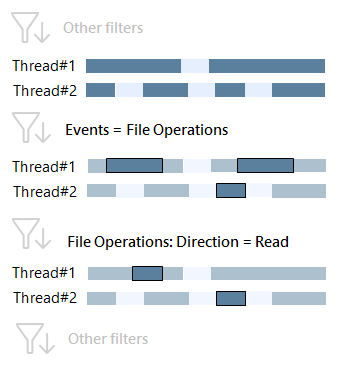 Other filters
Thread#1
Thread#2
Events = File Operations
Thread#1
Thread#2
File Operations: Direction = Read
Thread#1
Thread#2
Other filters